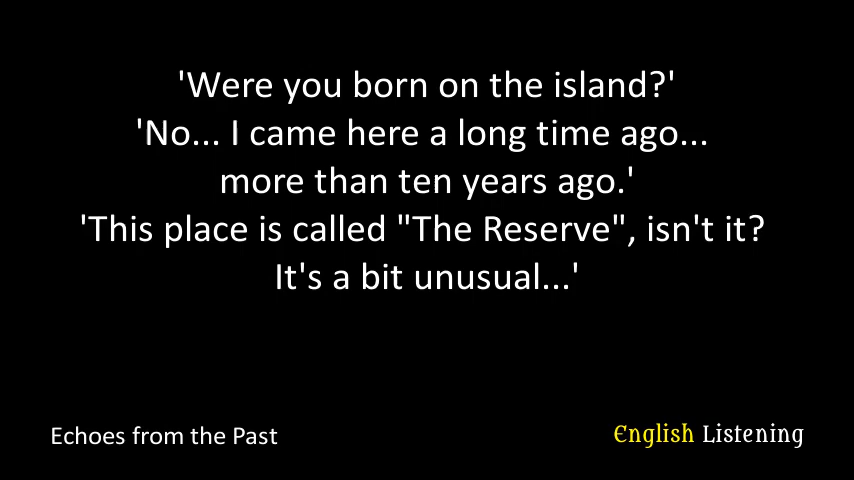 'Were you born on the island?'
'No... I came here a long time ago...
more than ten years ago.'
'This place is called "The Reserve", isn't it?
It's a bit unusual...'
Echoes from the Past
English Listening